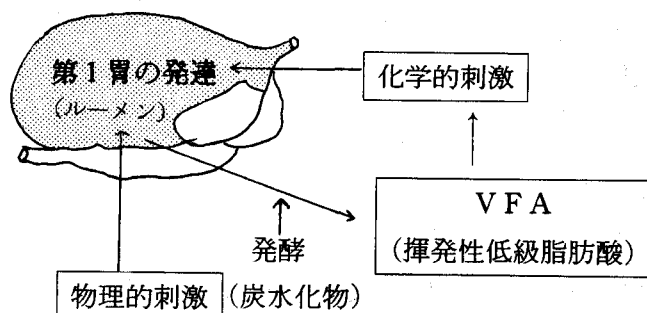 第1胃の発達
(ルーメン)
化学的刺激
VFA
(揮発性低級脂肪酸)
発酵
物理的刺激
(炭水化物)